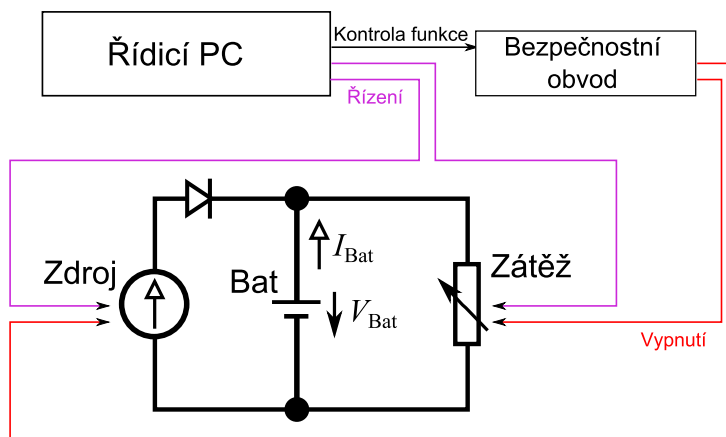 Řídicí PC
Kontrola funkce
Bezpečnostní
obvod
Řízení
Zdroj
Bat
I_Bat
V_Bat
Zátěž
Vypnutí